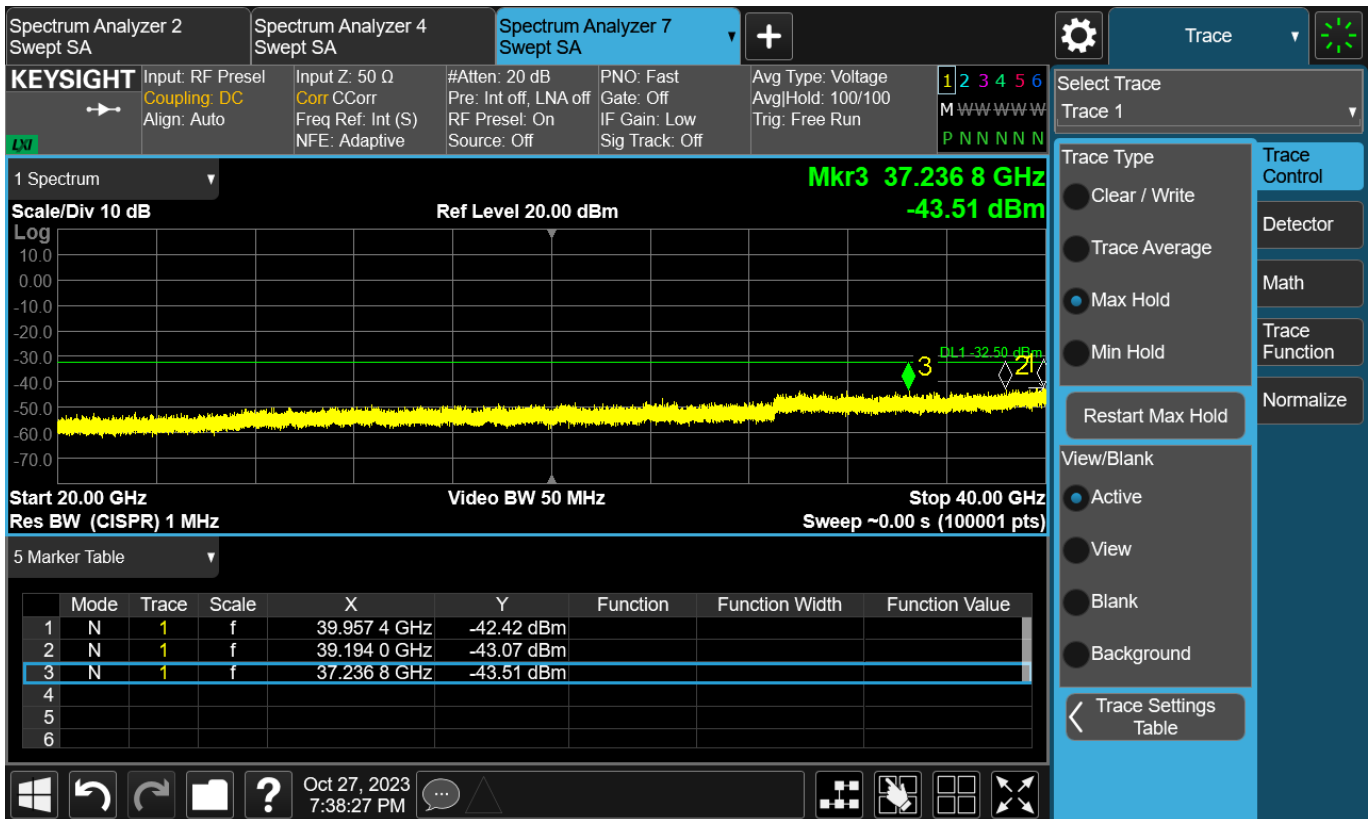 Spectrum Analyzer 2
Swept SA
Spectrum Analyzer 4
Swept SA
Spectrum Analyzer 7
Swept SA
Trace
KEYSIGHT
LXI
Input: RF Presel
Coupling: DC
Align: Auto
Input Z: 50 Ω
Corr CCorr
Freq Ref: Int (S)
NFE: Adaptive
#Atten: 20 dB
Pre: Int off, LNA off
RF Presel: On
Source: Off
PNO: Fast
Gate: Off
IF Gain: Low
Sig Track: Off
Avg Type: Voltage
Avg|Hold: 100/100
Trig: Free Run
1 2 3 4 5 6
M W W W W W
P N N N N N
Select Trace
Trace 1
1 Spectrum
Mkr3 37.236 8 GHz
-43.51 dBm
Scale/Div 10 dB
Ref Level 20.00 dBm
Log
10.0
0.00
-10.0
-20.0
-30.0
-40.0
-50.0
-60.0
-70.0
DL1 -32.50 dBm
3
2
1
Start 20.00 GHz
Video BW 50 MHz
Stop 40.00 GHz
Res BW (CISPR) 1 MHz
Sweep ~0.00 s (100001 pts)
5 Marker Table
Mode Trace Scale X Y Function Function Width Function Value
1 N 1 f 39.957 4 GHz -42.42 dBm
2 N 1 f 39.194 0 GHz -43.07 dBm
3 N 1 f 37.236 8 GHz -43.51 dBm
4
5
6
Trace Type
Clear / Write
Trace Average
Max Hold
Min Hold
Restart Max Hold
View/Blank
Active
View
Blank
Background
Trace Settings
Table
Trace
Control
Detector
Math
Trace
Function
Normalize
?
Oct 27, 2023
7:38:27 PM